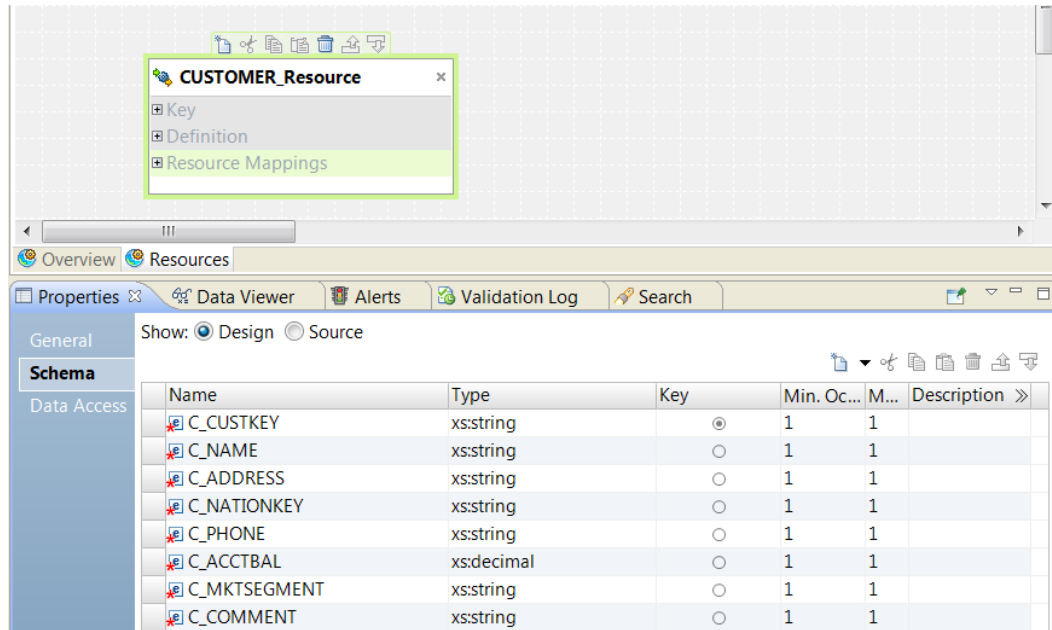 CUSTOMER_Resource
Key
Definition
Resource Mappings
Overview Resources
Properties Data Viewer Alerts Validation Log Search
General
Schema
Data Access
Show: Design Source
Name Type Key Min. Oc... M... Description
C_CUSTKEY xs:string 1 1
C_NAME xs:string 1 1
C_ADDRESS xs:string 1 1
C_NATIONKEY xs:string 1 1
C_PHONE xs:string 1 1
C_ACCTBAL xs:decimal 1 1
C_MKTSEGMENT xs:string 1 1
C_COMMENT xs:string 1 1